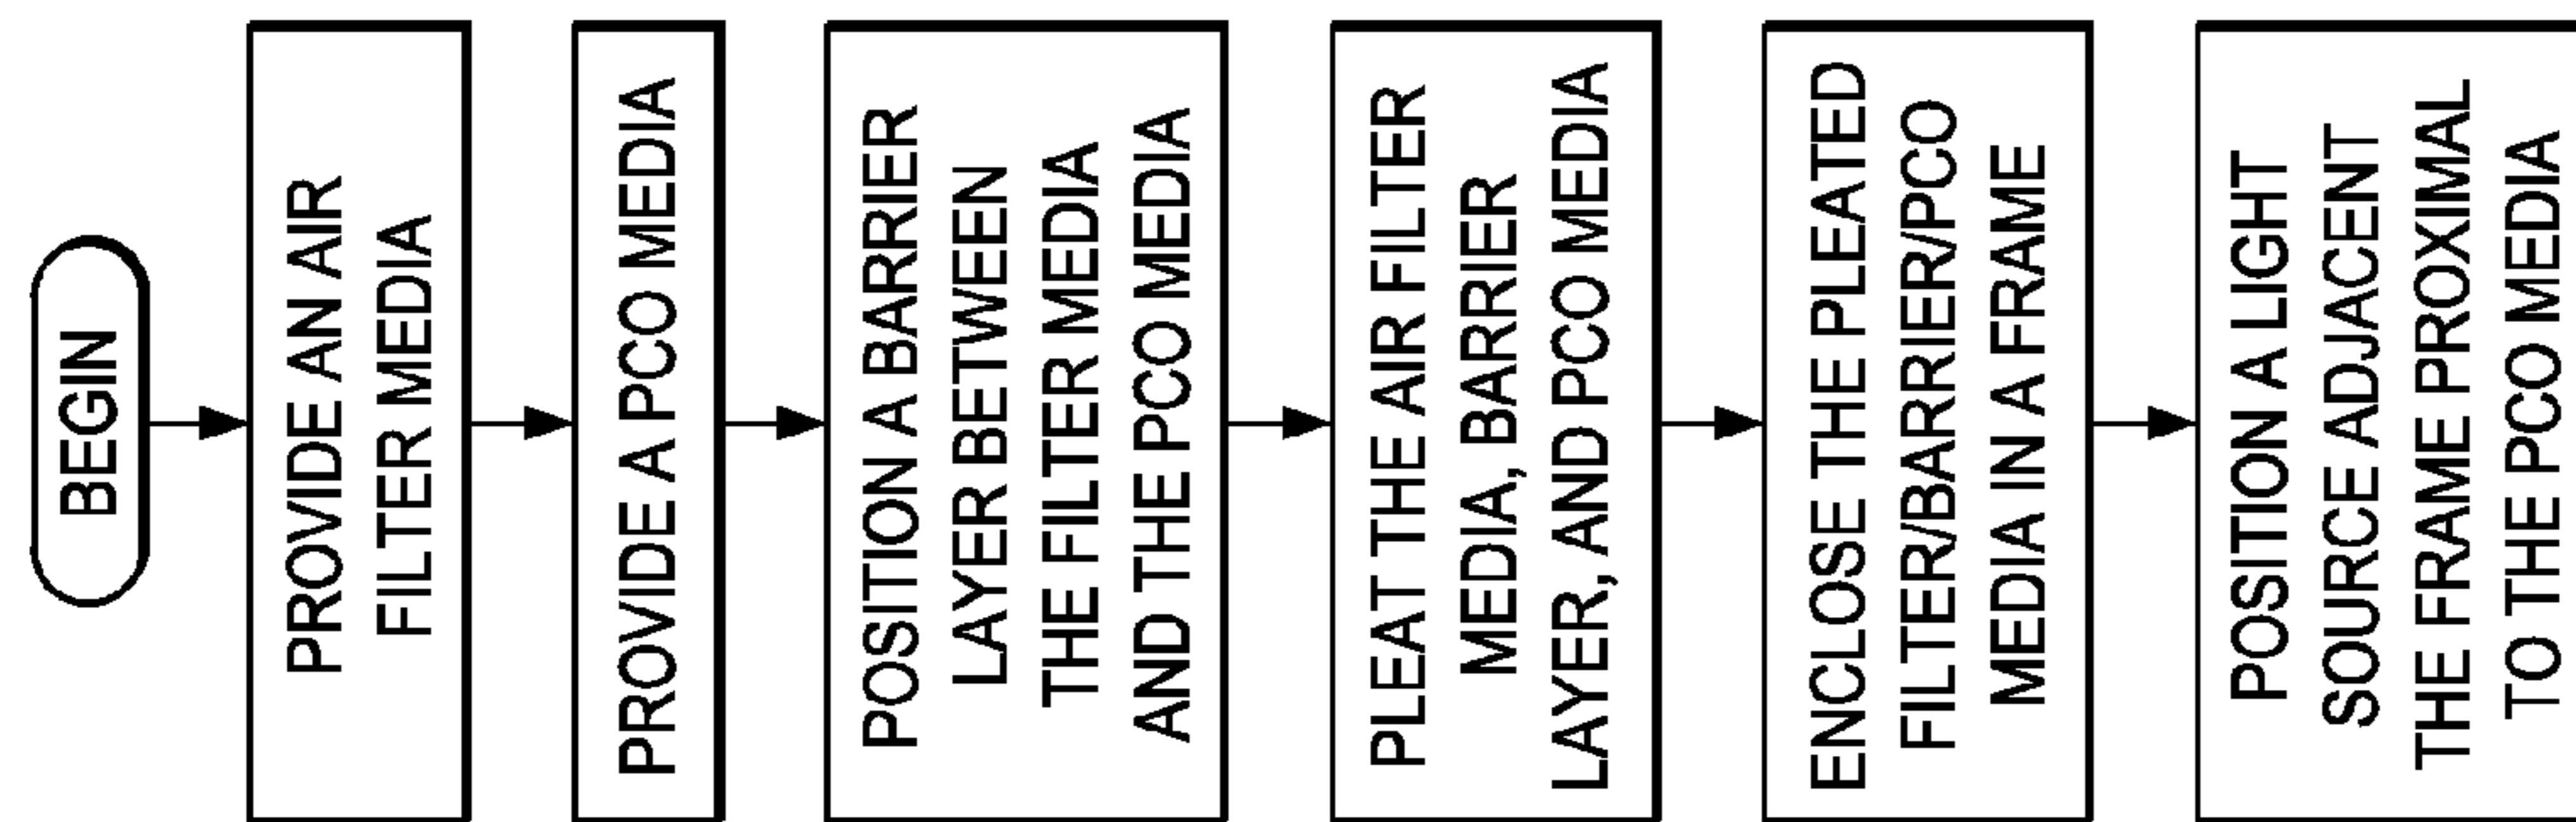 BEGIN
PROVIDE AN AIR
FILTER MEDIA
PROVIDE A PCO MEDIA
POSITION A BARRIER
LAYER BETWEEN
THE FILTER MEDIA
AND THE PCO MEDIA
PLEAT THE AIR FILTER
MEDIA, BARRIER
LAYER, AND PCO MEDIA
ENCLOSE THE PLEATED
FILTER/BARRIER/PCO
MEDIA IN A FRAME
POSITION A LIGHT
SOURCE ADJACENT
THE FRAME PROXIMAL
TO THE PCO MEDIA